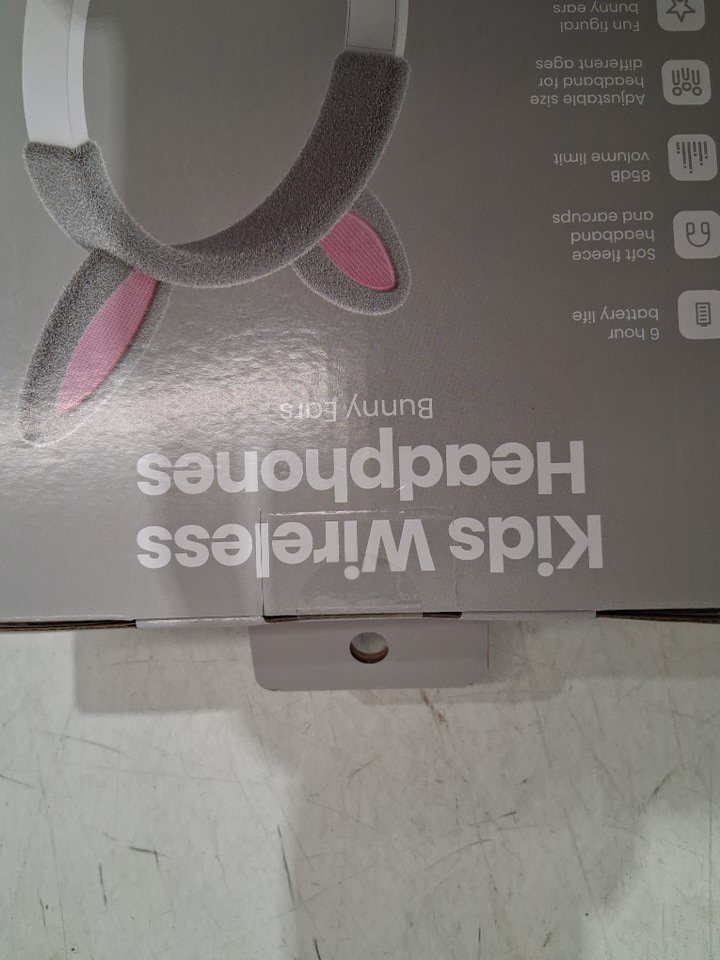 Kids Wireless
Headphones
Bunny Ears
6 hour
battery life
Soft fleece
headband
and earcups
85dB
volume limit
Adjustable size
headband for
different ages
Fun figural
bunny ears